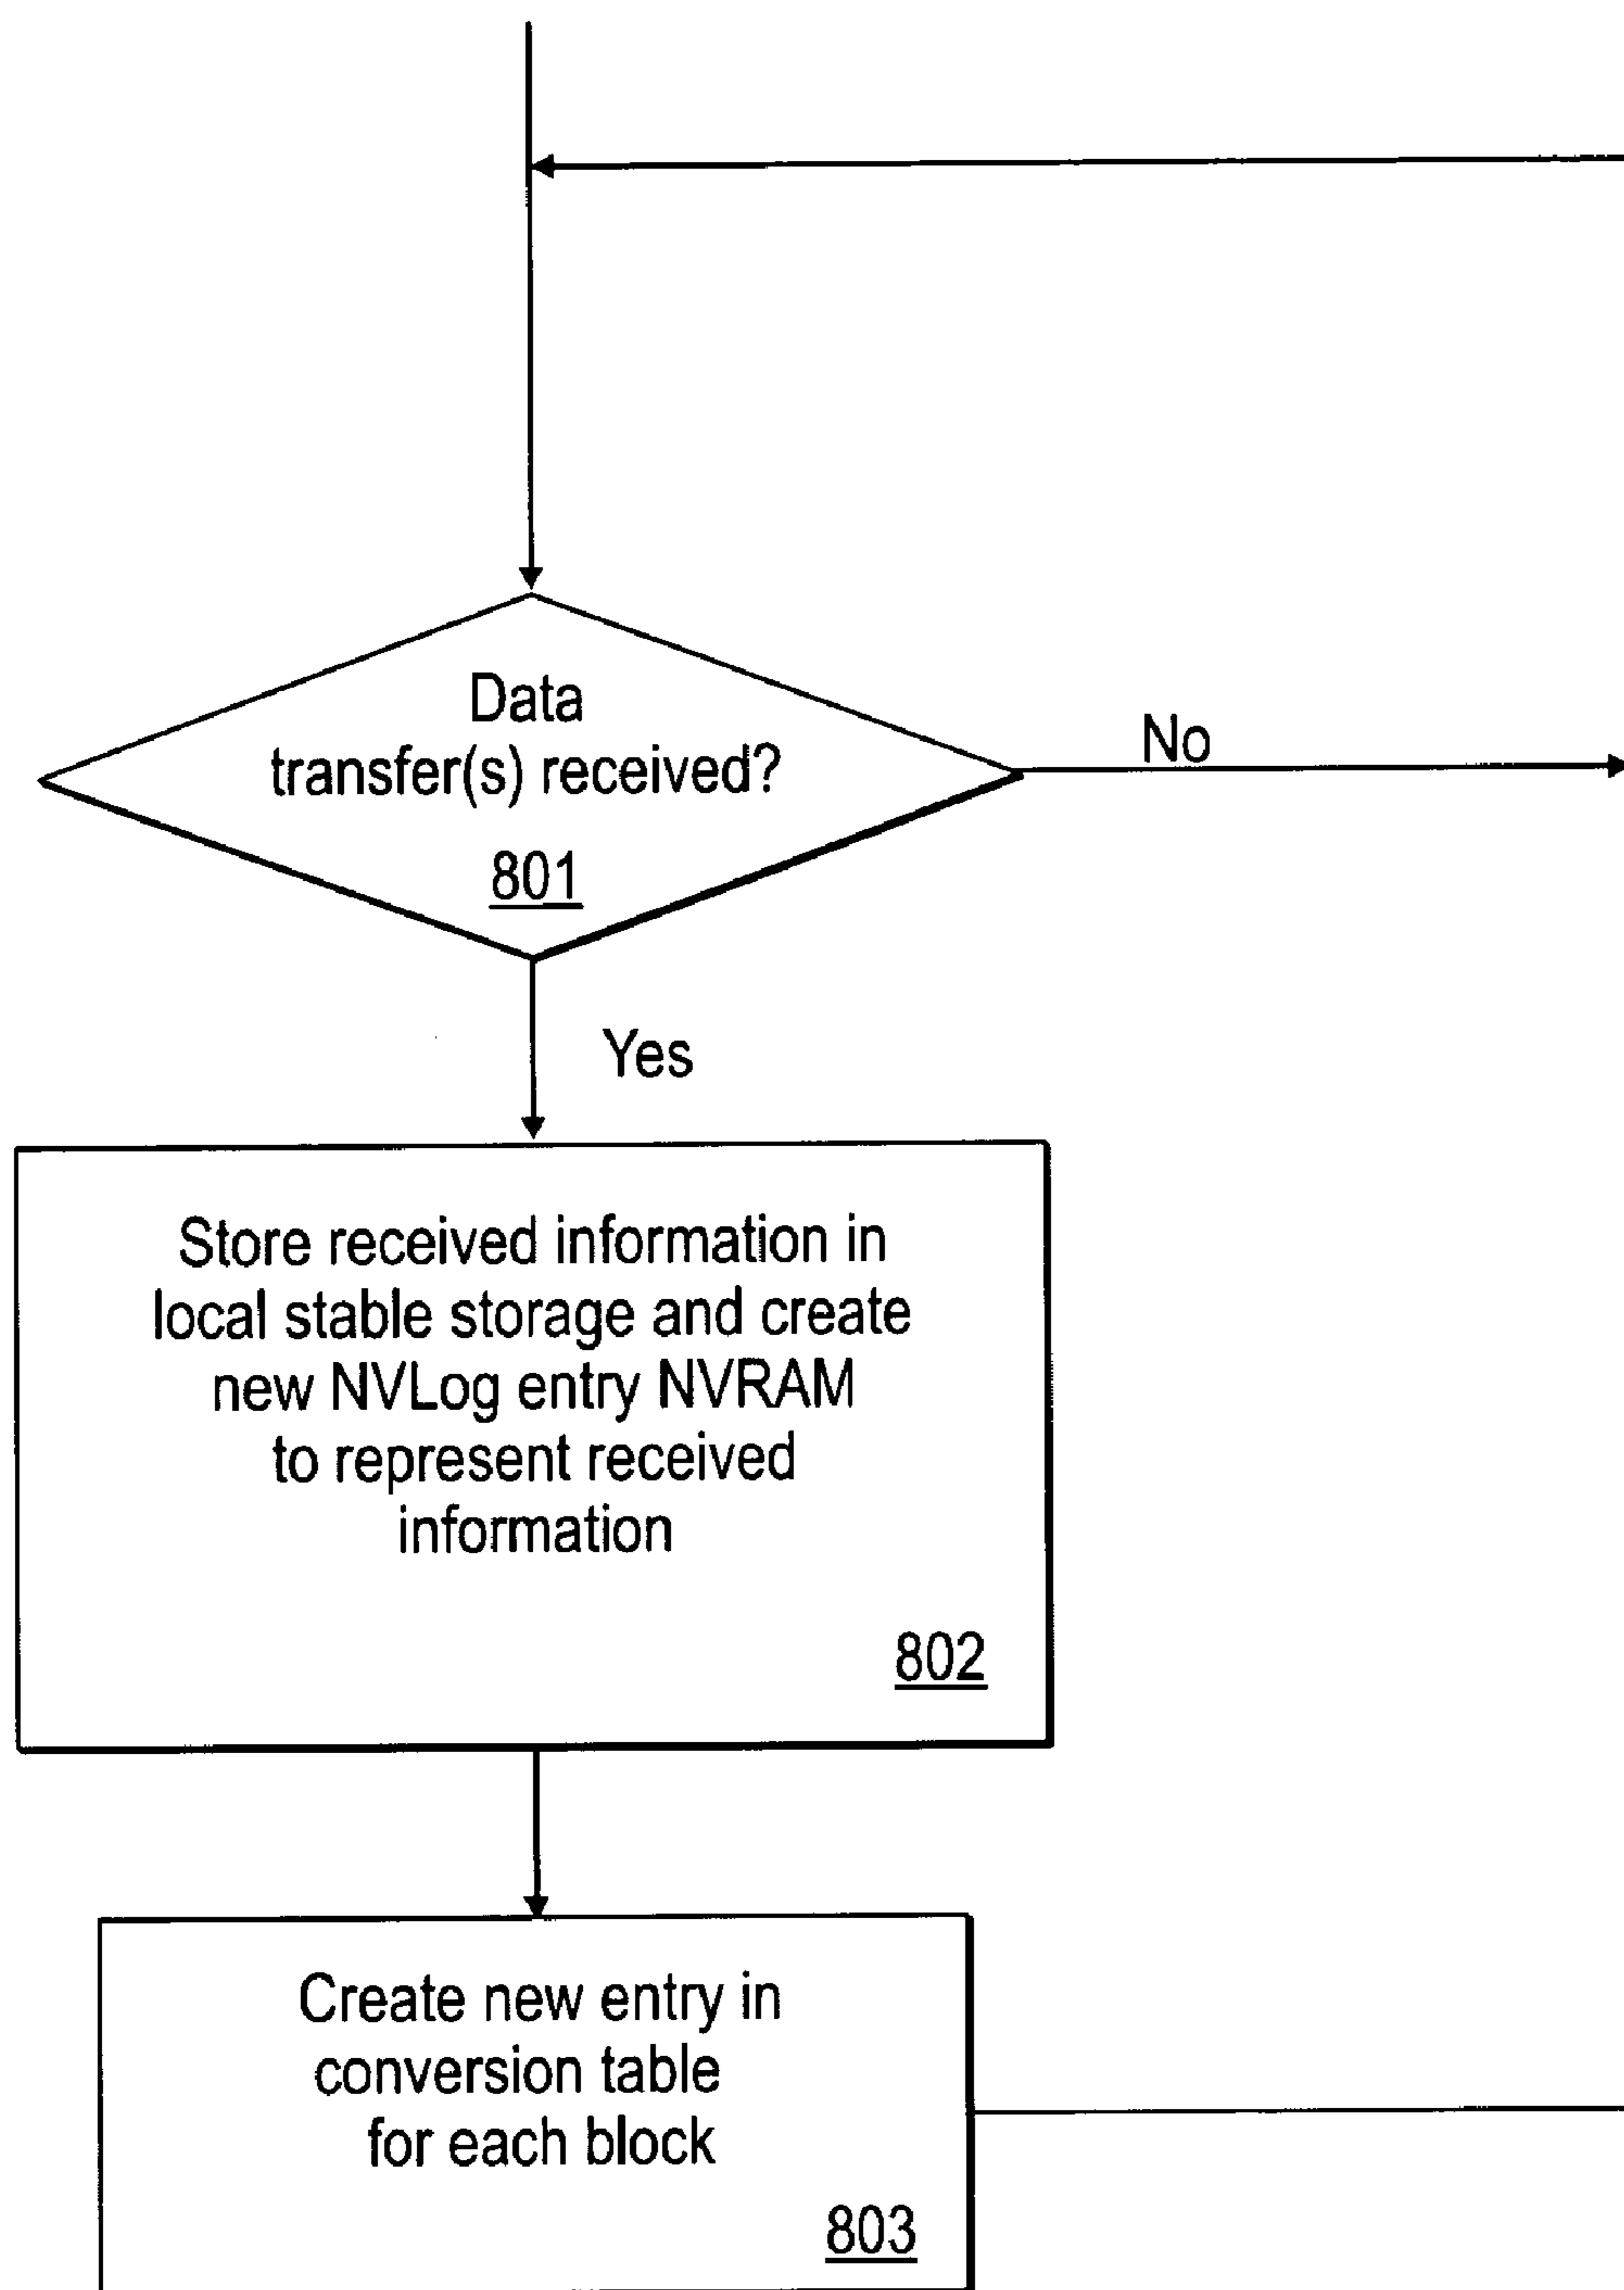 Data
transfer(s) received?
801
No
Yes
Store received information in
local stable storage and create
new NVLog entry NVRAM
to represent received
information
802
Create new entry in
conversion table
for each block
803